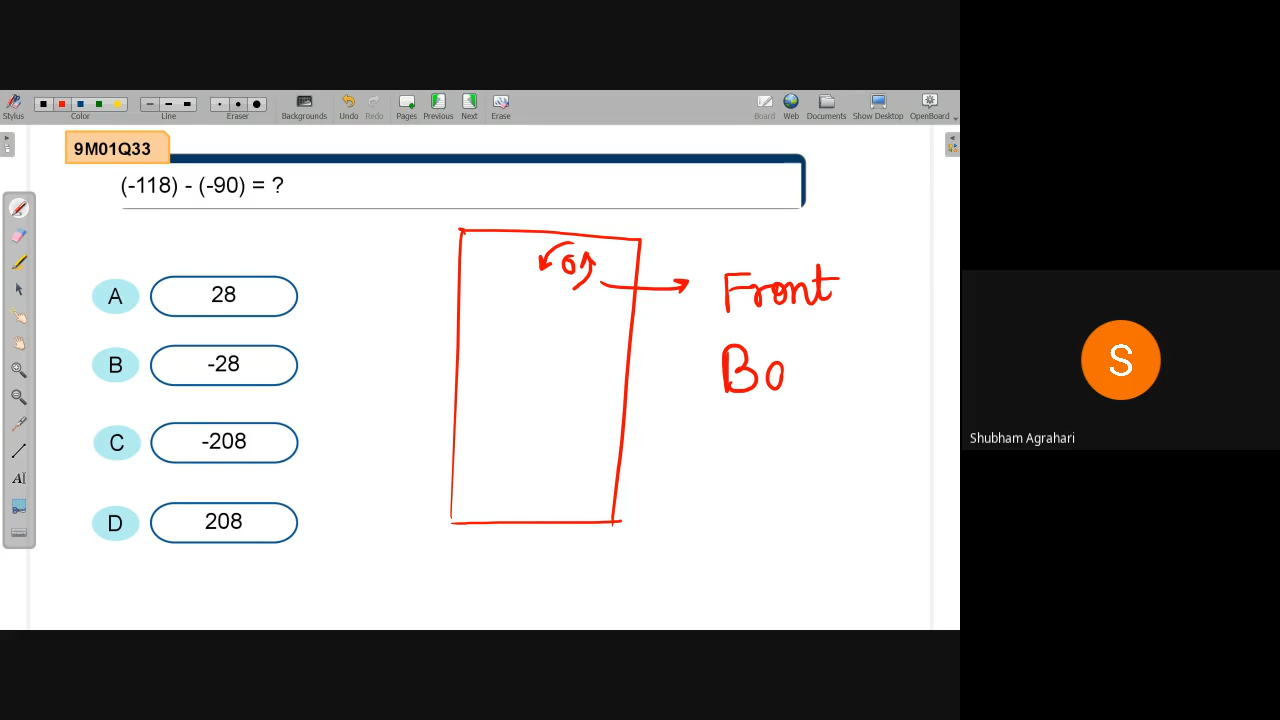 Stylus
Color
Line
Eraser
Backgrounds
Undo
Redo
Pages
Previous
Next
Erase
Board
Web
Documents
Show Desktop
OpenBoard
9M01Q33
(-118) - (-90) = ?
A 28
B -28
C -208
D 208
Front
Bo
S
Shubham Agrahari